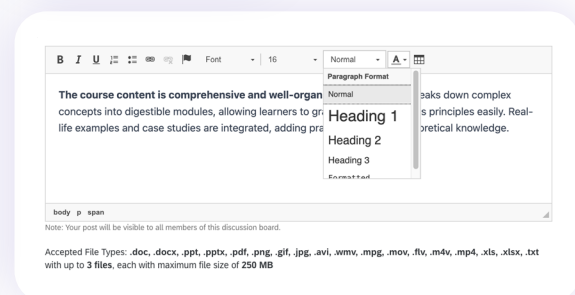 B I U Font 16 Normal A
Paragraph Format
Normal
Heading 1
Heading 2
Heading 3
Formatted
The course content is comprehensive and well-organ eaks down complex
concepts into digestible modules, allowing learners to gr s principles easily. Real-
life examples and case studies are integrated, adding pra oretical knowledge.
body p span
Note: Your post will be visible to all members of this discussion board.
Accepted File Types: .doc, .docx, .ppt, .pptx, .pdf, .png, .gif, .jpg, .avi, .wmv, .mpg, .mov, .flv, .m4v, .mp4, .xls, .xlsx, .txt
with up to 3 files, each with maximum file size of 250 MB